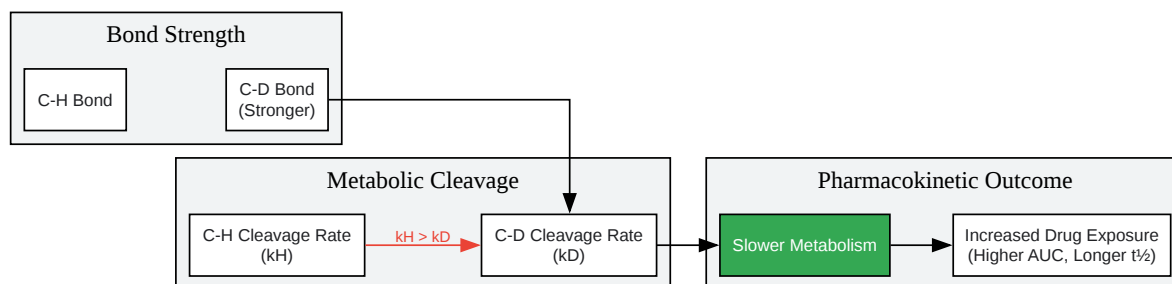 Bond Strength
C-H Bond
C-D Bond
(Stronger)
Metabolic Cleavage
C-H Cleavage Rate
(kH)
kH > kD
C-D Cleavage Rate
(kD)
Pharmacokinetic Outcome
Slower Metabolism
Increased Drug Exposure
(Higher AUC, Longer t½)